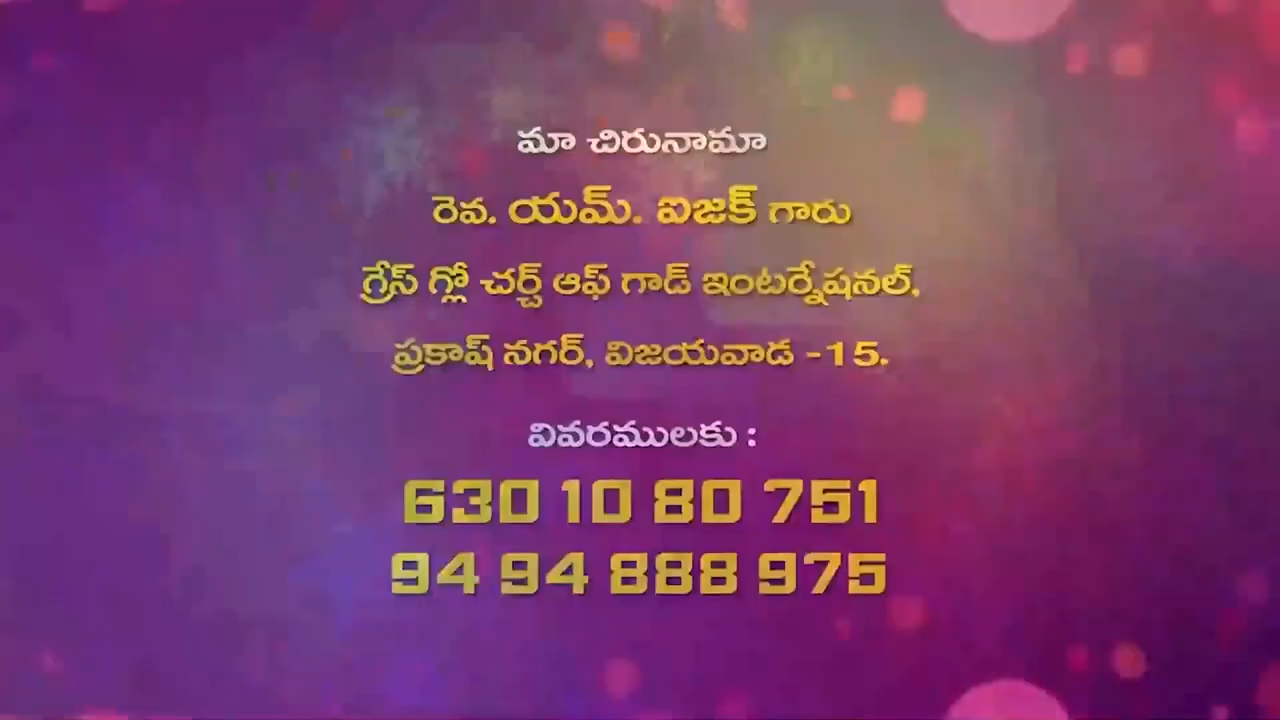 మా చిరునామా
రెవ. యమ్. ఐజక్ గారు
గ్రేస్ గ్లో చర్చ్ ఆఫ్ గాడ్ ఇంటర్నేషనల్,
ప్రకాష్ నగర్, విజయవాడ -15.
వివరములకు :
630 10 80 751
94 94 888 975